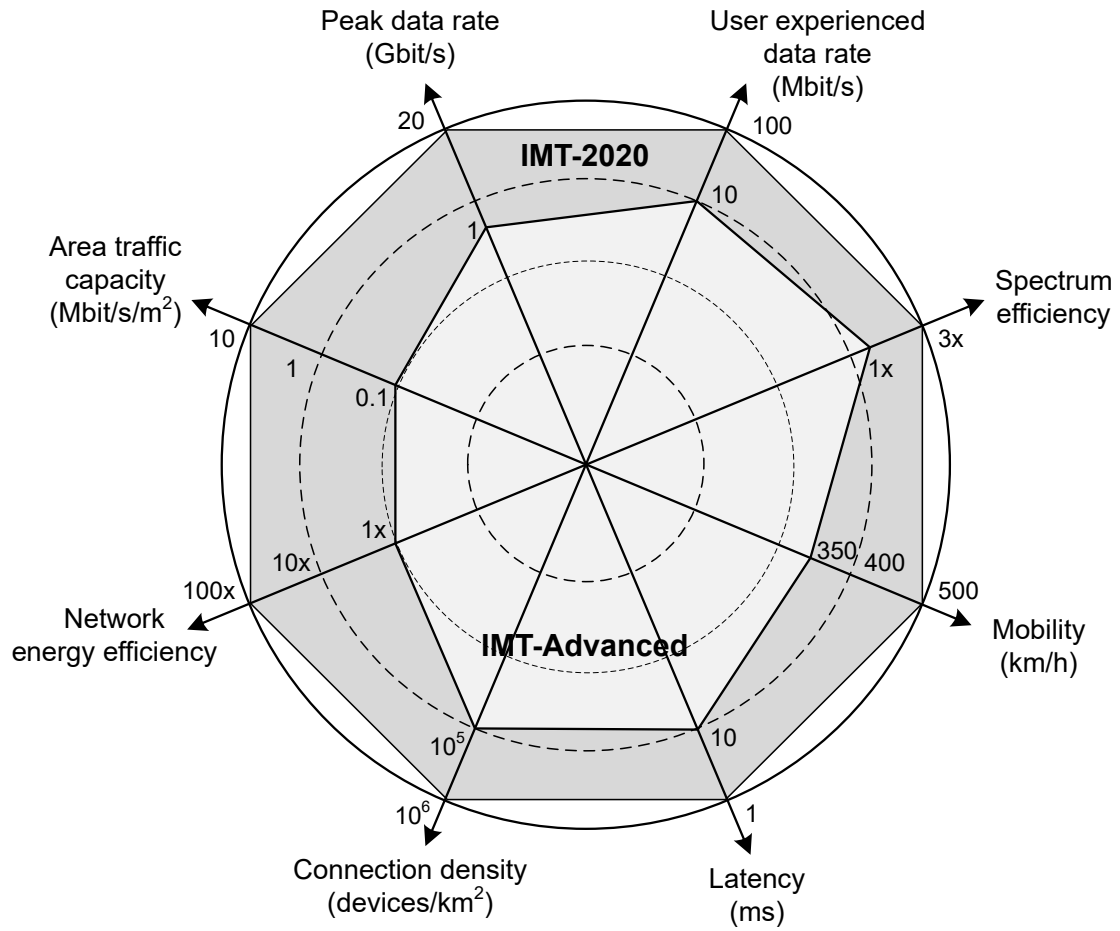 Peak data rate
(Gbit/s)
User experienced
data rate
(Mbit/s)
20
100
IMT-2020
10
1
Area traffic
capacity
(Mbit/s/m²)
Spectrum
efficiency
10
3x
1
1x
0.1
1x
350
10x
400
100x
500
Network
energy efficiency
Mobility
(km/h)
IMT-Advanced
10⁵
10
10⁶
1
Connection density
(devices/km²)
Latency
(ms)